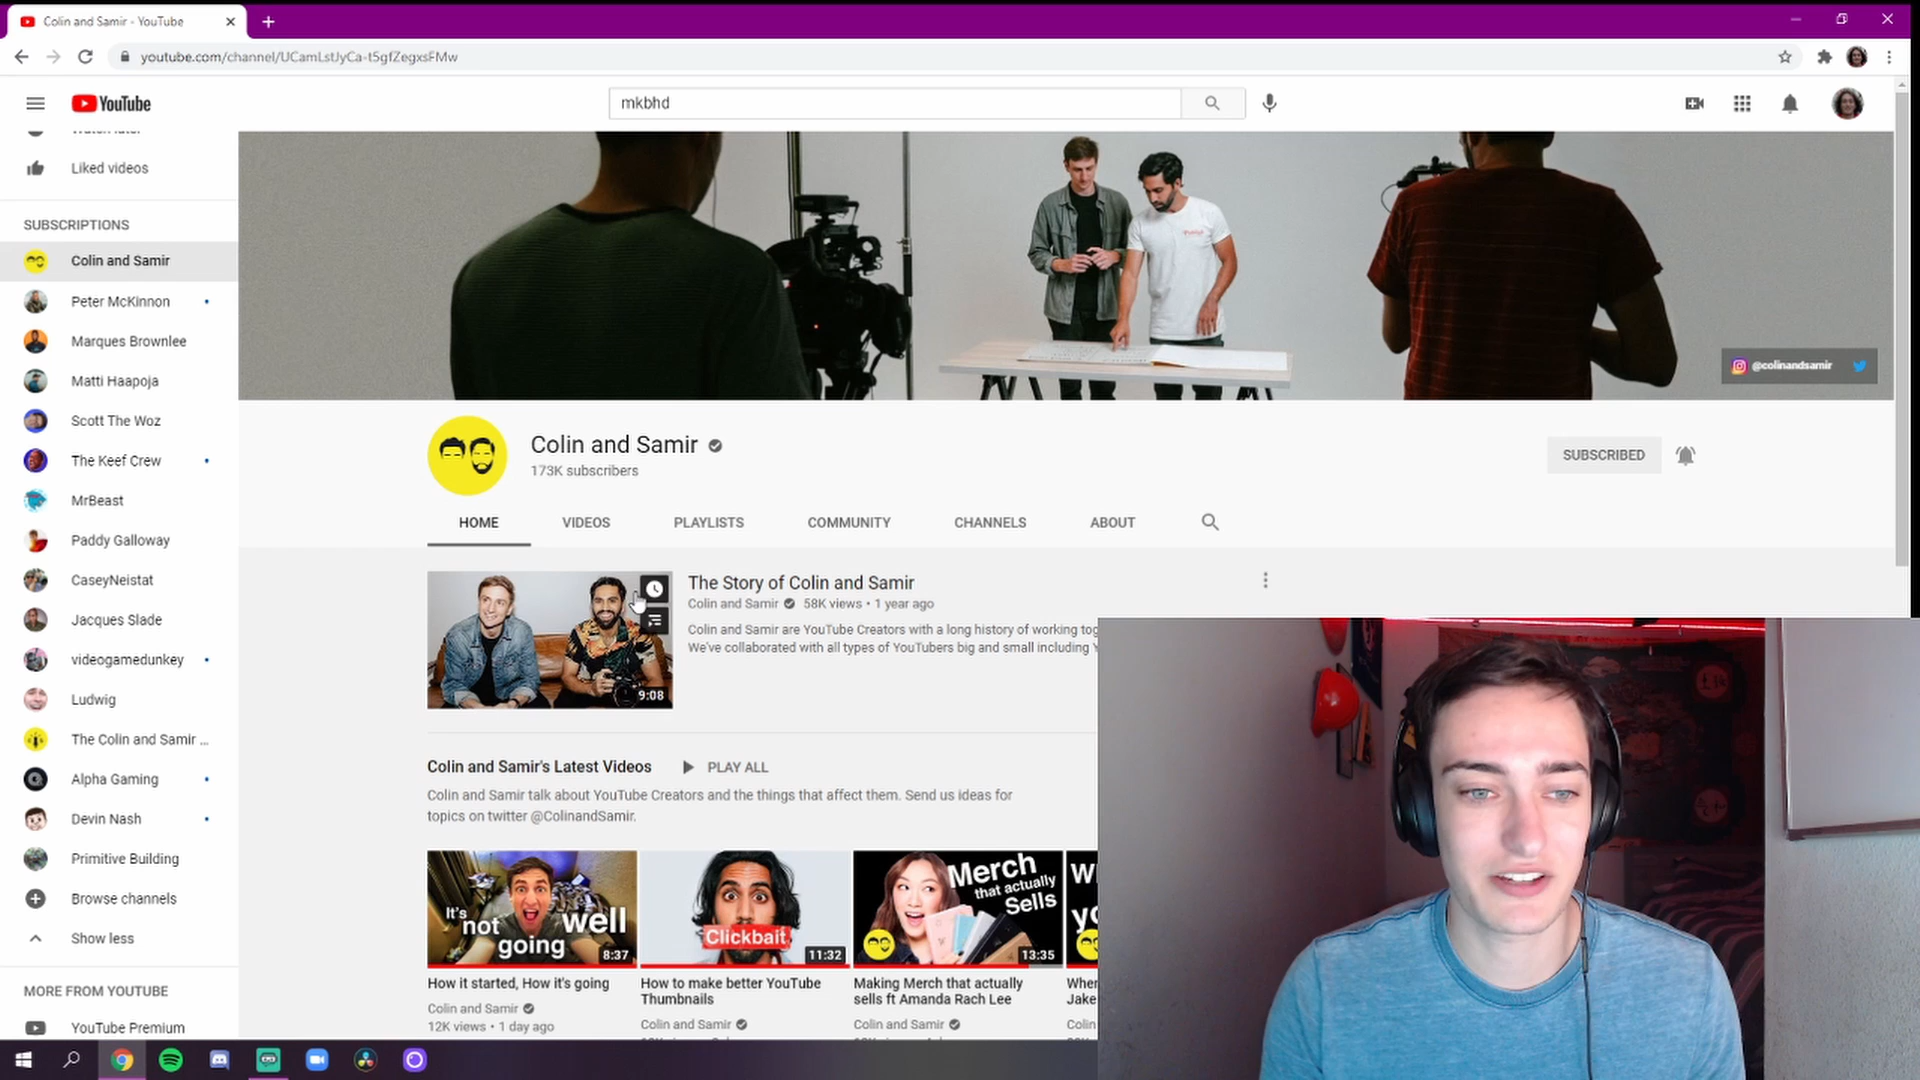 Colin and Samir - YouTube
youtube.com/channel/UCamLstJyCa-t5gfZegxsFMw
YouTube
mkbhd
Watch later
Liked videos
SUBSCRIPTIONS
Colin and Samir
Peter McKinnon
Marques Brownlee
Matti Haapoja
Scott The Woz
The Keef Crew
MrBeast
Paddy Galloway
CaseyNeistat
Jacques Slade
videogamedunkey
Ludwig
The Colin and Samir ...
Alpha Gaming
Devin Nash
Primitive Building
Browse channels
Show less
MORE FROM YOUTUBE
YouTube Premium
@colinandsamir
Colin and Samir
173K subscribers
SUBSCRIBED
HOME VIDEOS PLAYLISTS COMMUNITY CHANNELS ABOUT
9:08
The Story of Colin and Samir
Colin and Samir 58K views • 1 year ago
Colin and Samir are YouTube Creators with a long history of working tog
We've collaborated with all types of YouTubers big and small including
Colin and Samir's Latest Videos PLAY ALL
Colin and Samir talk about YouTube Creators and the things that affect them. Send us ideas for
topics on twitter @ColinandSamir.
It's
not well
going
8:37
How it started, How it's going
Colin and Samir
12K views • 1 day ago
Clickbait.
11:32
How to make better YouTube
Thumbnails
Colin and Samir
Merch
that actually
Sells
13:35
Making Merch that actually
sells ft Amanda Rach Lee
Colin and Samir
When
Jake
Colin